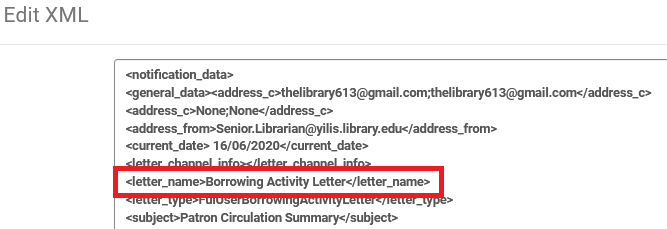 Edit XML
<notification_data>
<general_data><address_c>thelibrary613@gmail.com;thelibrary613@gmail.com</address_c>
<address_c>None;None</address_c>
<address_from>Senior.Librarian@yilis.library.edu</address_from>
<current_date> 16/06/2020</current_date>
<letter_channel_info></letter_channel_info>
<letter_name>Borrowing Activity Letter</letter_name>
<letter_type>FulUserBorrowingActivityLetter</letter_type>
<subject>Patron Circulation Summary</subject>